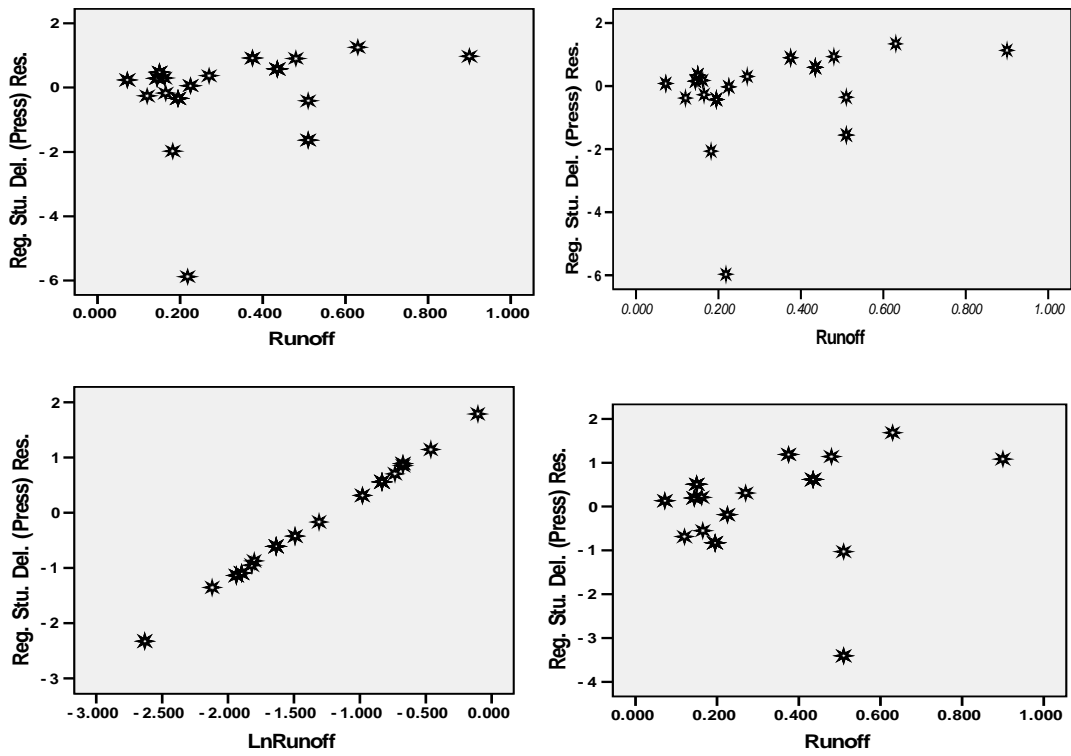 Reg. Stu. Del. (Press) Res.
2
0
- 2
- 4
- 6
0.000 0.200 0.400 0.600 0.800 1.000
Runoff
Reg. Stu. Del. (Press) Res.
2
0
- 2
- 4
- 6
0.000 0.200 0.400 0.600 0.800 1.000
Runoff
Reg. Stu. Del. (Press) Res.
2
1
0
- 1
- 2
- 3
- 3.000 - 2.500 - 2.000 - 1.500 - 1.000 - 0.500 0.000
LnRunoff
Reg. Stu. Del. (Press) Res.
2
1
0
- 1
- 2
- 3
- 4
0.000 0.200 0.400 0.600 0.800 1.000
Runoff